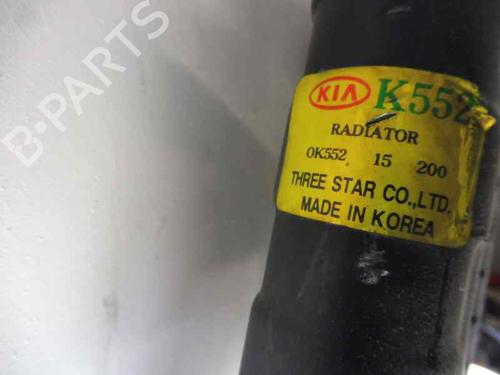 B-PARTS
KIA K552
RADIATOR
0K552 15 200
THREE STAR CO.,LTD.
MADE IN KOREA